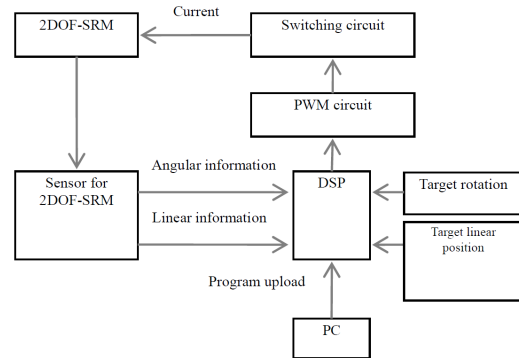 Current
2DOF-SRM
Switching circuit
PWM circuit
Sensor for
2DOF-SRM
Angular information
Linear information
DSP
Target rotation
Target linear
position
Program upload
PC